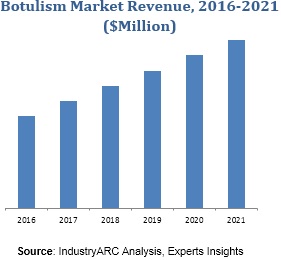 Botulism Market Revenue, 2016-2021
($Million)
2016 2017 2018 2019 2020 2021
Source: IndustryARC Analysis, Experts Insights